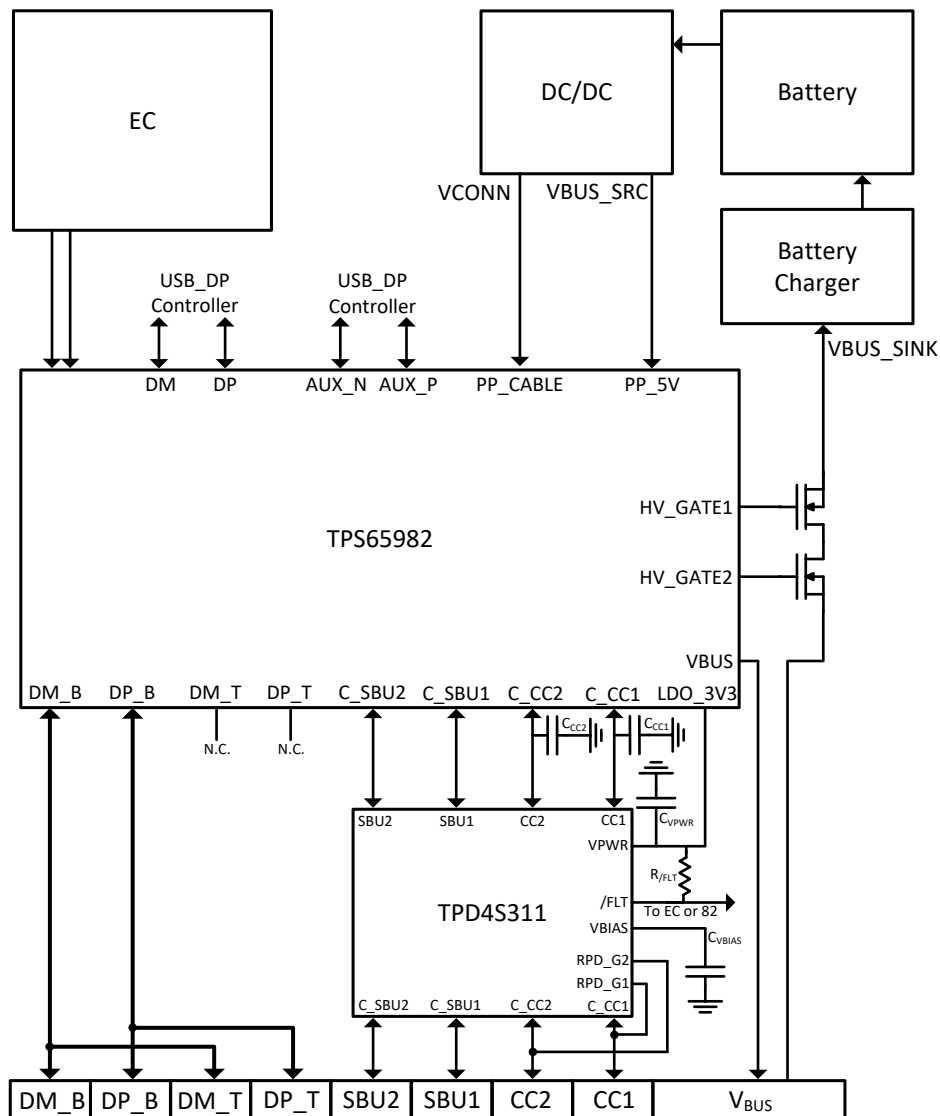 EC
DC/DC
Battery
VCONN
VBUS_SRC
Battery
Charger
VBUS_SINK
USB_DP
Controller
USB_DP
Controller
DM
DP
AUX_N
AUX_P
PP_CABLE
PP_5V
HV_GATE1
TPS65982
HV_GATE2
VBUS
DM_B
DP_B
DM_T
DP_T
C_SBU2
C_SBU1
C_CC2
C_CC1
LDO_3V3
N.C.
N.C.
CCC2
CCC1
CVPWR
SBU2
SBU1
CC2
CC1
VPWR
R/FLT
/FLT
To EC or 82
TPD4S311
VBIAS
CVBIAS
RPD_G2
RPD_G1
C_SBU2
C_SBU1
C_CC2
C_CC1
DM_B
DP_B
DM_T
DP_T
SBU2
SBU1
CC2
CC1
VBUS